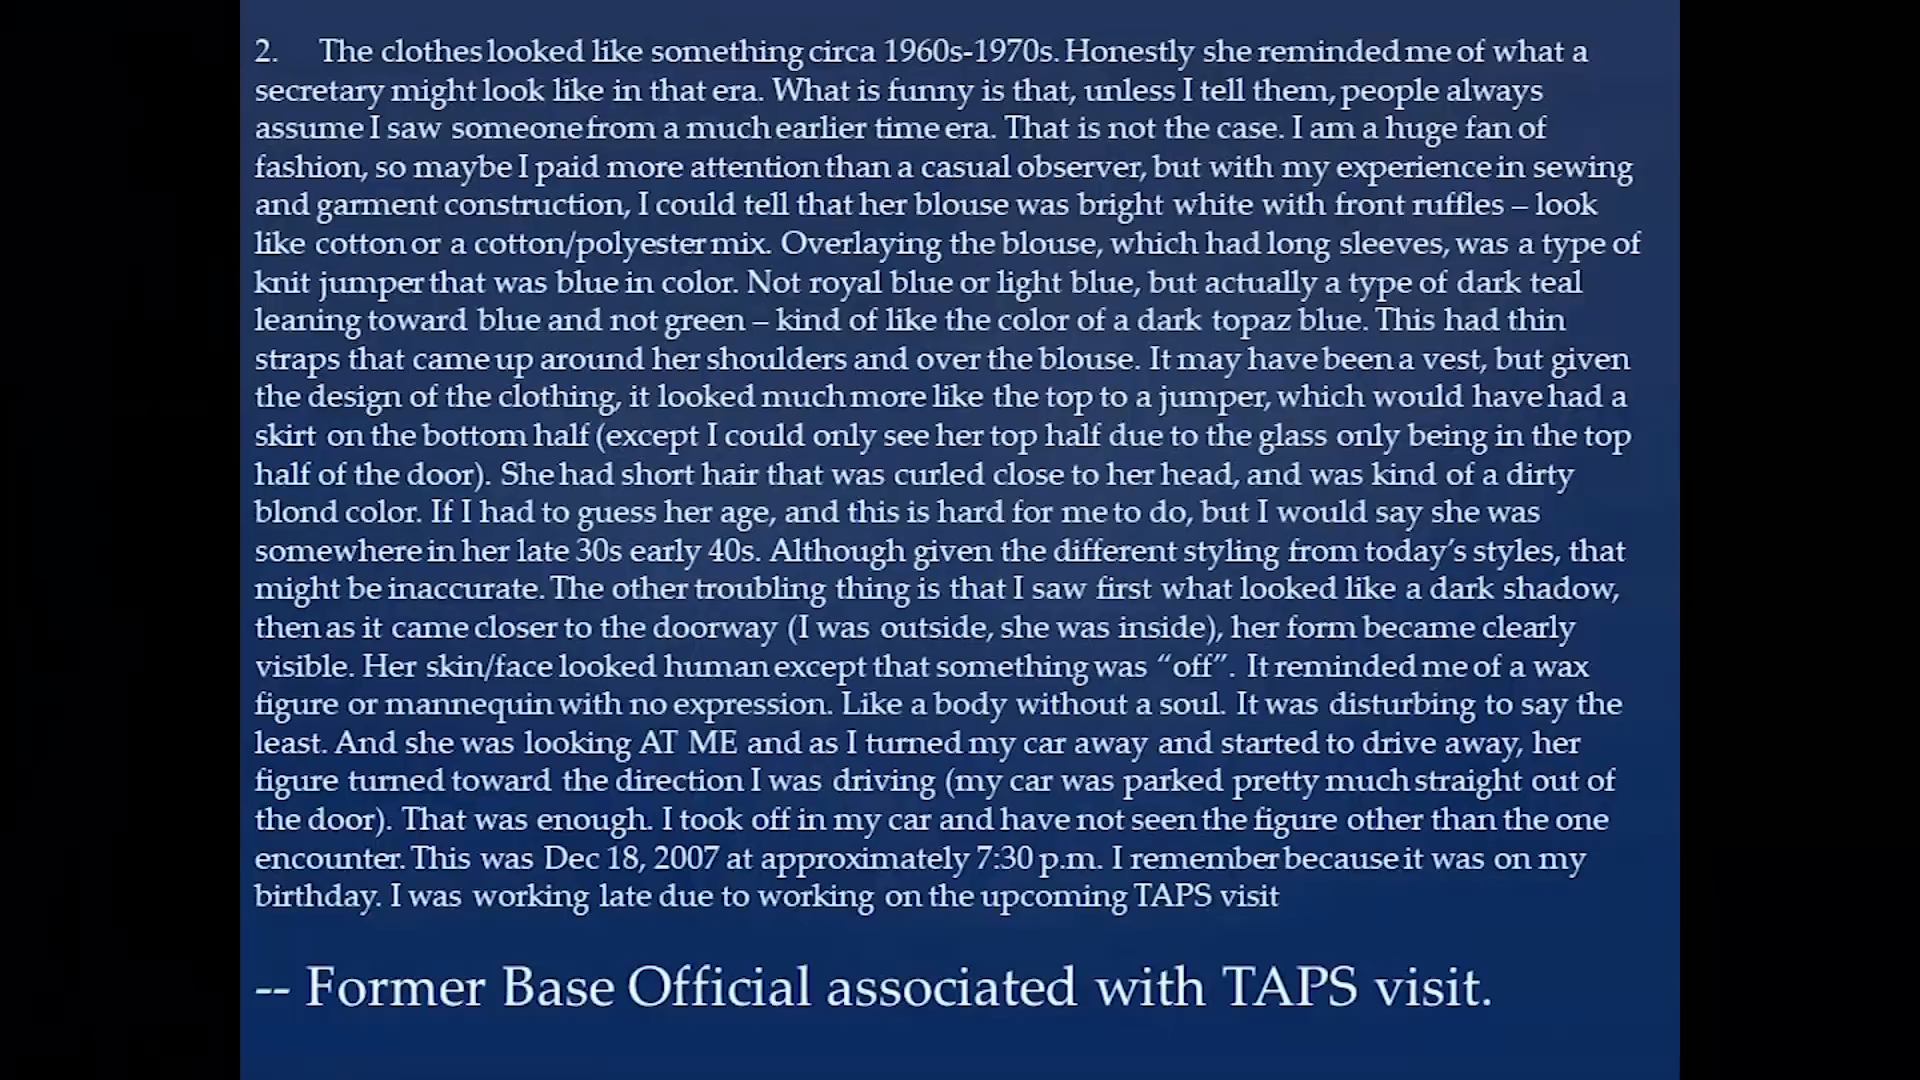 2. The clothes looked like something circa 1960s-1970s. Honestly she reminded me of what a
secretary might look like in that era. What is funny is that, unless I tell them, people always
assume I saw someone from a much earlier time era. That is not the case. I am a huge fan of
fashion, so maybe I paid more attention than a casual observer, but with my experience in sewing
and garment construction, I could tell that her blouse was bright white with front ruffles – look
like cotton or a cotton/polyester mix. Overlaying the blouse, which had long sleeves, was a type of
knit jumper that was blue in color. Not royal blue or light blue, but actually a type of dark teal
leaning toward blue and not green – kind of like the color of a dark topaz blue. This had thin
straps that came up around her shoulders and over the blouse. It may have been a vest, but given
the design of the clothing, it looked much more like the top to a jumper, which would have had a
skirt on the bottom half (except I could only see her top half due to the glass only being in the top
half of the door). She had short hair that was curled close to her head, and was kind of a dirty
blond color. If I had to guess her age, and this is hard for me to do, but I would say she was
somewhere in her late 30s early 40s. Although given the different styling from today’s styles, that
might be inaccurate. The other troubling thing is that I saw first what looked like a dark shadow,
then as it came closer to the doorway (I was outside, she was inside), her form became clearly
visible. Her skin/face looked human except that something was “off”. It reminded me of a wax
figure or mannequin with no expression. Like a body without a soul. It was disturbing to say the
least. And she was looking AT ME and as I turned my car away and started to drive away, her
figure turned toward the direction I was driving (my car was parked pretty much straight out of
the door). That was enough. I took off in my car and have not seen the figure other than the one
encounter. This was Dec 18, 2007 at approximately 7:30 p.m. I remember because it was on my
birthday. I was working late due to working on the upcoming TAPS visit
-- Former Base Official associated with TAPS visit.